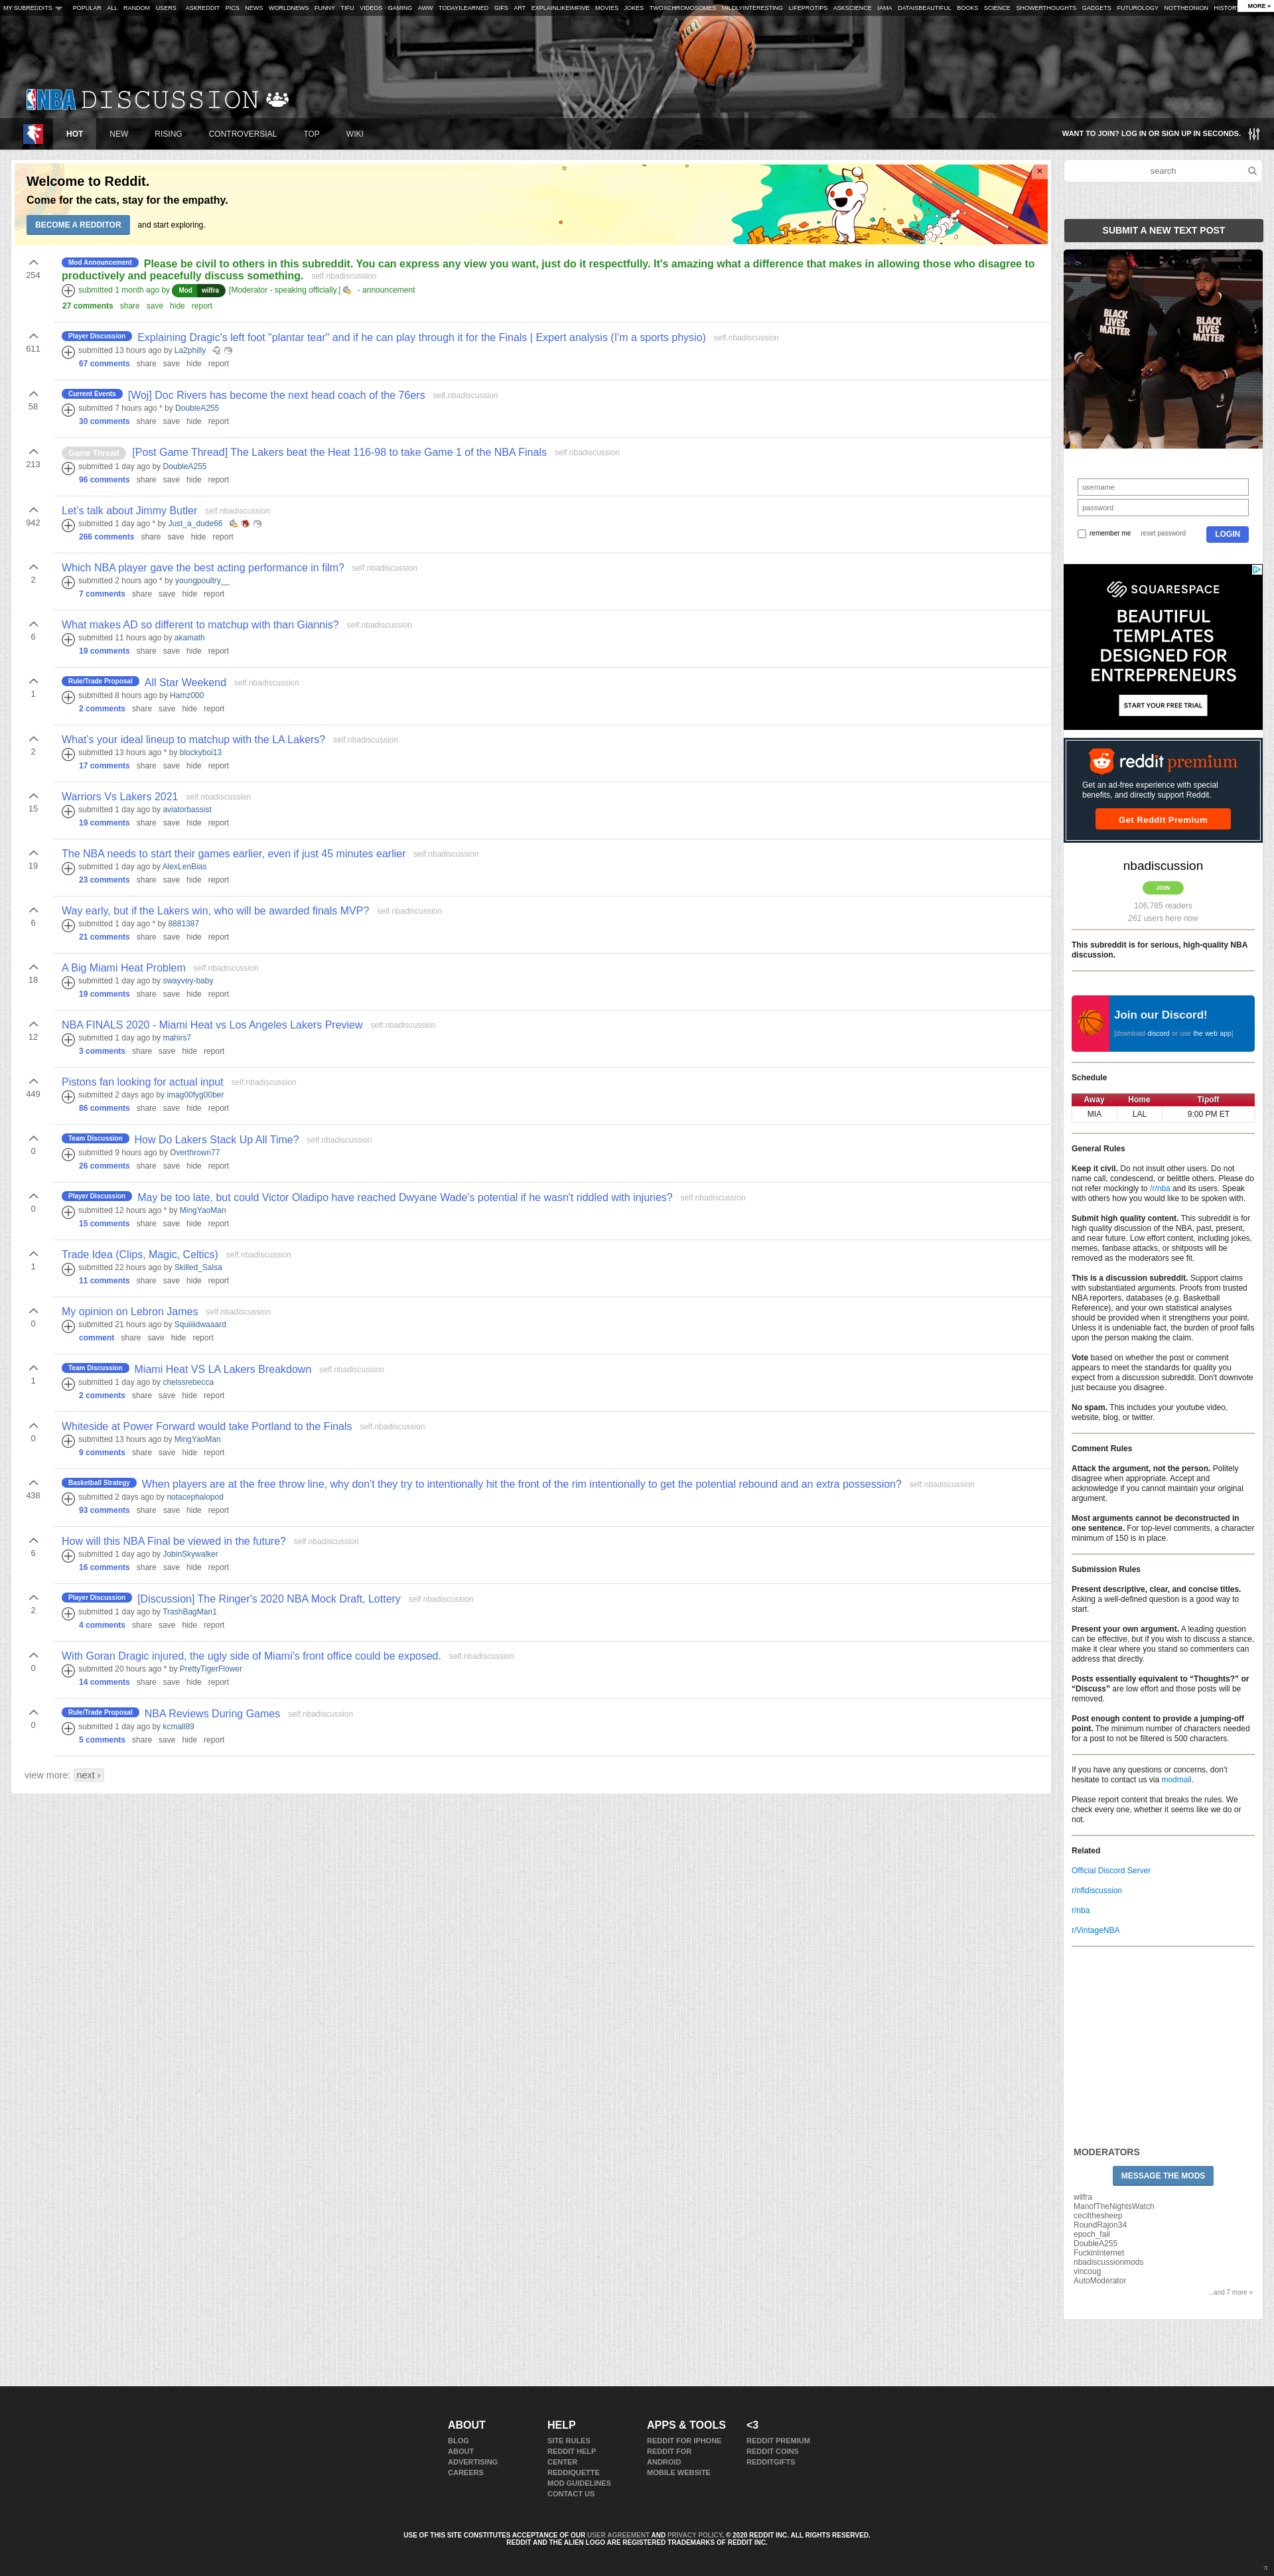 MY SUBREDDITS POPULAR ALL RANDOM USERS ASKREDDIT PICS NEWS WORLDNEWS FUNNY TIFU VIDEOS GAMING AWW TODAYILEARNED GIFS ART EXPLAINLIKEIMFIVE MOVIES JOKES TWOXCHROMOSOMES MILDLYINTERESTING LIFEPROTIPS ASKSCIENCE IAMA DATAISBEAUTIFUL BOOKS SCIENCE SHOWERTHOUGHTS GADGETS FUTUROLOGY NOTTHEONION HISTOR MORE »
NBA DISCUSSION
HOT NEW RISING CONTROVERSIAL TOP WIKI
WANT TO JOIN? LOG IN OR SIGN UP IN SECONDS.
Welcome to Reddit.
Come for the cats, stay for the empathy.
BECOME A REDDITOR and start exploring.
×
254
Mod Announcement Please be civil to others in this subreddit. You can express any view you want, just do it respectfully. It's amazing what a difference that makes in allowing those who disagree to
productively and peacefully discuss something. self.nbadiscussion
submitted 1 month ago by Mod wilfra [Moderator - speaking officially.] - announcement
27 comments share save hide report
611
Player Discussion Explaining Dragic's left foot "plantar tear" and if he can play through it for the Finals | Expert analysis (I'm a sports physio) self.nbadiscussion
submitted 13 hours ago by La2philly
67 comments share save hide report
58
Current Events [Woj] Doc Rivers has become the next head coach of the 76ers self.nbadiscussion
submitted 7 hours ago * by DoubleA255
30 comments share save hide report
213
Game Thread [Post Game Thread] The Lakers beat the Heat 116-98 to take Game 1 of the NBA Finals self.nbadiscussion
submitted 1 day ago by DoubleA255
96 comments share save hide report
942
Let's talk about Jimmy Butler self.nbadiscussion
submitted 1 day ago * by Just_a_dude66
266 comments share save hide report
2
Which NBA player gave the best acting performance in film? self.nbadiscussion
submitted 2 hours ago * by youngpoultry__
7 comments share save hide report
6
What makes AD so different to matchup with than Giannis? self.nbadiscussion
submitted 11 hours ago by akamath
19 comments share save hide report
1
Rule/Trade Proposal All Star Weekend self.nbadiscussion
submitted 8 hours ago by Hamz000
2 comments share save hide report
2
What's your ideal lineup to matchup with the LA Lakers? self.nbadiscussion
submitted 13 hours ago * by blockyboi13
17 comments share save hide report
15
Warriors Vs Lakers 2021 self.nbadiscussion
submitted 1 day ago by aviatorbassist
19 comments share save hide report
19
The NBA needs to start their games earlier, even if just 45 minutes earlier self.nbadiscussion
submitted 1 day ago by AlexLenBias
23 comments share save hide report
6
Way early, but if the Lakers win, who will be awarded finals MVP? self.nbadiscussion
submitted 1 day ago * by 8881387
21 comments share save hide report
18
A Big Miami Heat Problem self.nbadiscussion
submitted 1 day ago by swayvey-baby
19 comments share save hide report
12
NBA FINALS 2020 - Miami Heat vs Los Angeles Lakers Preview self.nbadiscussion
submitted 1 day ago by mahirs7
3 comments share save hide report
449
Pistons fan looking for actual input self.nbadiscussion
submitted 2 days ago by imag00fyg00ber
86 comments share save hide report
0
Team Discussion How Do Lakers Stack Up All Time? self.nbadiscussion
submitted 9 hours ago by Overthrown77
26 comments share save hide report
0
Player Discussion May be too late, but could Victor Oladipo have reached Dwyane Wade's potential if he wasn't riddled with injuries? self.nbadiscussion
submitted 12 hours ago * by MingYaoMan
15 comments share save hide report
1
Trade Idea (Clips, Magic, Celtics) self.nbadiscussion
submitted 22 hours ago by Skilled_Salsa
11 comments share save hide report
0
My opinion on Lebron James self.nbadiscussion
submitted 21 hours ago by Squiiiidwaaard
comment share save hide report
1
Team Discussion Miami Heat VS LA Lakers Breakdown self.nbadiscussion
submitted 1 day ago by chelssrebecca
2 comments share save hide report
0
Whiteside at Power Forward would take Portland to the Finals self.nbadiscussion
submitted 13 hours ago by MingYaoMan
9 comments share save hide report
438
Basketball Strategy When players are at the free throw line, why don't they try to intentionally hit the front of the rim intentionally to get the potential rebound and an extra possession? self.nbadiscussion
submitted 2 days ago by notacephalopod
93 comments share save hide report
6
How will this NBA Final be viewed in the future? self.nbadiscussion
submitted 1 day ago by JobinSkywalker
16 comments share save hide report
2
Player Discussion [Discussion] The Ringer's 2020 NBA Mock Draft, Lottery self.nbadiscussion
submitted 1 day ago by TrashBagMan1
4 comments share save hide report
0
With Goran Dragic injured, the ugly side of Miami's front office could be exposed. self.nbadiscussion
submitted 20 hours ago * by PrettyTigerFlower
14 comments share save hide report
0
Rule/Trade Proposal NBA Reviews During Games self.nbadiscussion
submitted 1 day ago by kcmall89
5 comments share save hide report
view more: next ›
search
SUBMIT A NEW TEXT POST
BLACK
LIVES
MATTER
BLACK
LIVES
MATTER
username
password
remember me reset password LOGIN
SQUARESPACE
BEAUTIFUL
TEMPLATES
DESIGNED FOR
ENTREPRENEURS
START YOUR FREE TRIAL
reddit premium
Get an ad-free experience with special
benefits, and directly support Reddit.
Get Reddit Premium
nbadiscussion
JOIN
106,785 readers
261 users here now
This subreddit is for serious, high-quality NBA
discussion.
Join our Discord!
[download discord or use the web app]
Schedule
Away Home Tipoff
MIA LAL 9:00 PM ET
General Rules
Keep it civil. Do not insult other users. Do not
name call, condescend, or belittle others. Please do
not refer mockingly to /r/nba and its users. Speak
with others how you would like to be spoken with.
Submit high quality content. This subreddit is for
high quality discussion of the NBA, past, present,
and near future. Low effort content, including jokes,
memes, fanbase attacks, or shitposts will be
removed as the moderators see fit.
This is a discussion subreddit. Support claims
with substantiated arguments. Proofs from trusted
NBA reporters, databases (e.g. Basketball
Reference), and your own statistical analyses
should be provided when it strengthens your point.
Unless it is undeniable fact, the burden of proof falls
upon the person making the claim.
Vote based on whether the post or comment
appears to meet the standards for quality you
expect from a discussion subreddit. Don't downvote
just because you disagree.
No spam. This includes your youtube video,
website, blog, or twitter.
Comment Rules
Attack the argument, not the person. Politely
disagree when appropriate. Accept and
acknowledge if you cannot maintain your original
argument.
Most arguments cannot be deconstructed in
one sentence. For top-level comments, a character
minimum of 150 is in place.
Submission Rules
Present descriptive, clear, and concise titles.
Asking a well-defined question is a good way to
start.
Present your own argument. A leading question
can be effective, but if you wish to discuss a stance,
make it clear where you stand so commenters can
address that directly.
Posts essentially equivalent to “Thoughts?” or
“Discuss” are low effort and those posts will be
removed.
Post enough content to provide a jumping-off
point. The minimum number of characters needed
for a post to not be filtered is 500 characters.
If you have any questions or concerns, don't
hesitate to contact us via modmail.
Please report content that breaks the rules. We
check every one, whether it seems like we do or
not.
Related
Official Discord Server
r/nfldiscussion
r/nba
r/VintageNBA
MODERATORS
MESSAGE THE MODS
wilfra
ManofTheNightsWatch
cecilthesheep
RoundRajon34
epoch_fail
DoubleA255
FuckinInternet
nbadiscussionmods
vincoug
AutoModerator
...and 7 more »
ABOUT
BLOG
ABOUT
ADVERTISING
CAREERS
HELP
SITE RULES
REDDIT HELP
CENTER
REDDIQUETTE
MOD GUIDELINES
CONTACT US
APPS & TOOLS
REDDIT FOR IPHONE
REDDIT FOR
ANDROID
MOBILE WEBSITE
<3
REDDIT PREMIUM
REDDIT COINS
REDDITGIFTS
USE OF THIS SITE CONSTITUTES ACCEPTANCE OF OUR USER AGREEMENT AND PRIVACY POLICY. © 2020 REDDIT INC. ALL RIGHTS RESERVED.
REDDIT AND THE ALIEN LOGO ARE REGISTERED TRADEMARKS OF REDDIT INC.
π